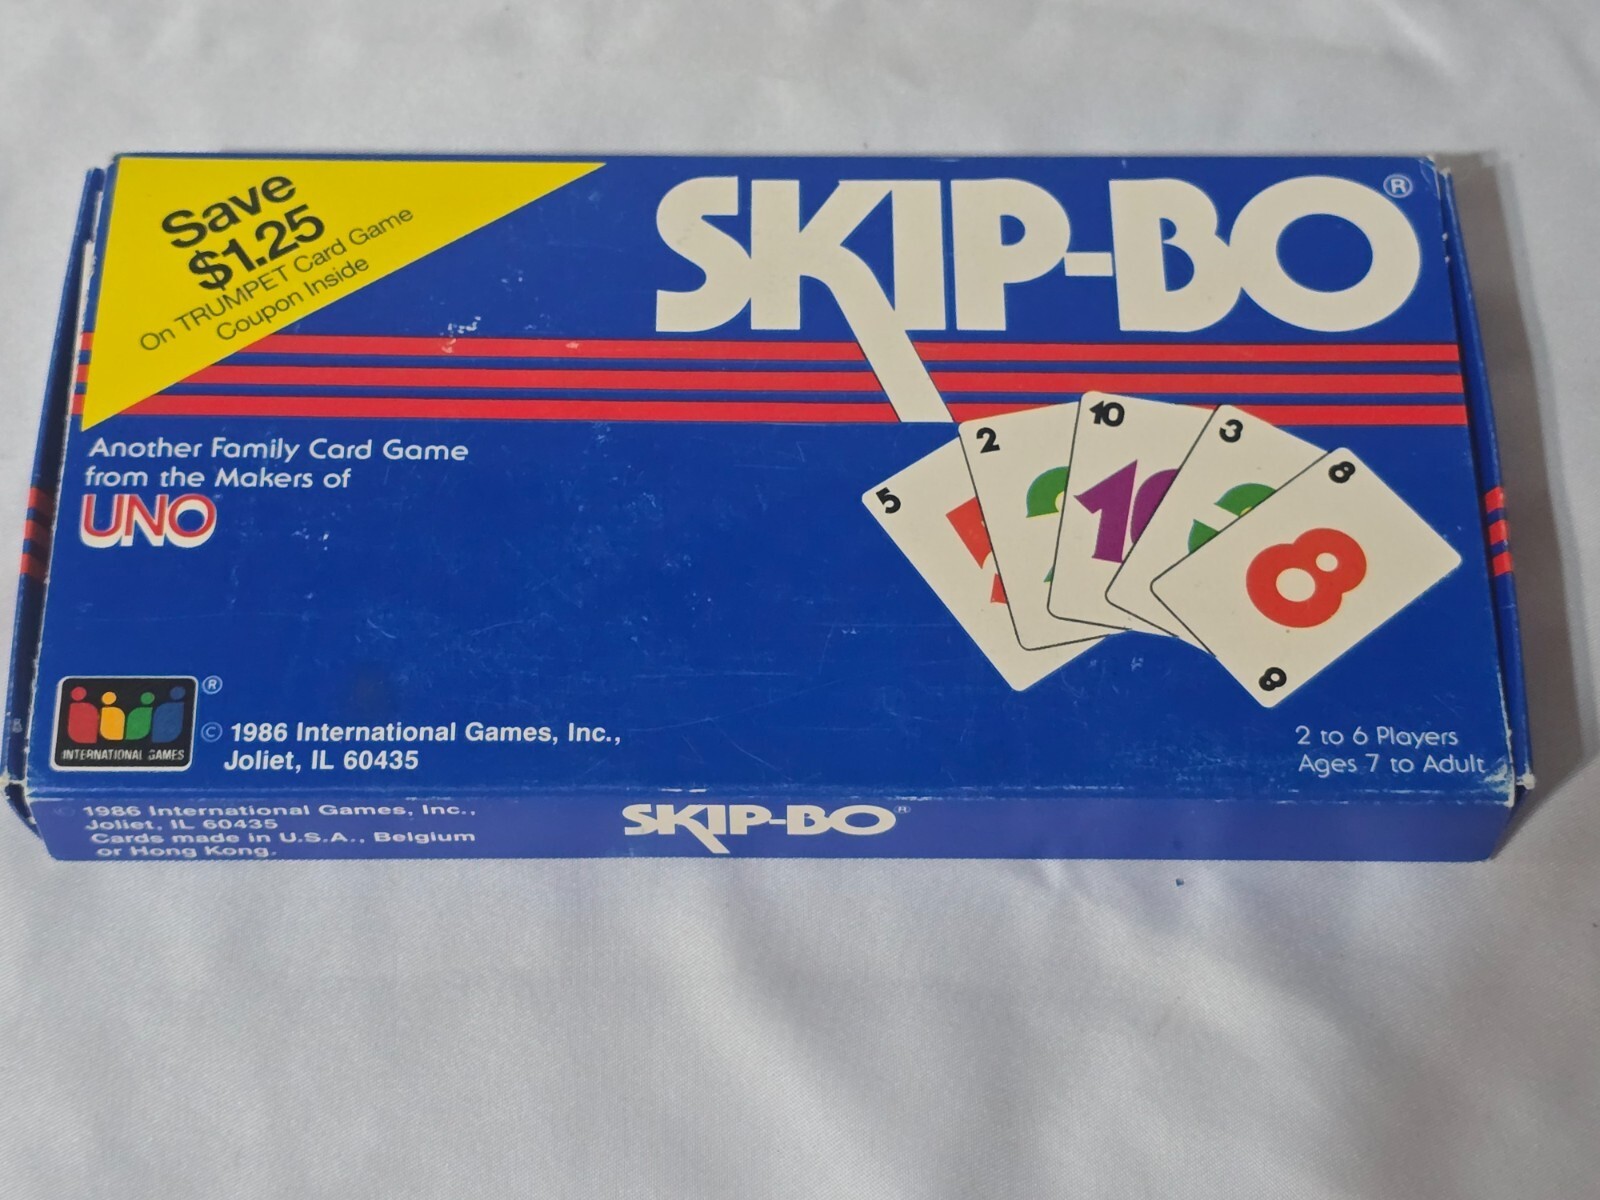 Save
$1.25
On TRUMPET Card Game
Coupon Inside
SKIP-BO®
Another Family Card Game
from the Makers of
UNO
5
2
2
10
10
3
3
8
8
8
INTERNATIONAL GAMES
®
© 1986 International Games, Inc.,
Joliet, IL 60435
2 to 6 Players
Ages 7 to Adult
© 1986 International Games, Inc.,
Joliet, IL 60435
Cards made in U.S.A., Belgium
or Hong Kong.
SKIP-BO®